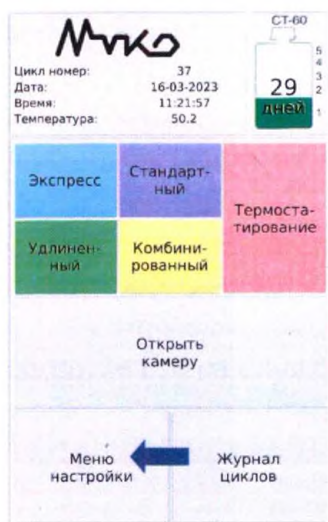 Мико
СТ-60
Цикл номер: 37
Дата: 16-03-2023
Время: 11:21:57
Температура: 50.2
5
4
3
2
1
29
дней
Экспресс
Стандарт-
ный
Термоста-
тирование
Удлинен-
ный
Комбини-
рованный
Открыть
камеру
Меню
настройки
Журнал
циклов